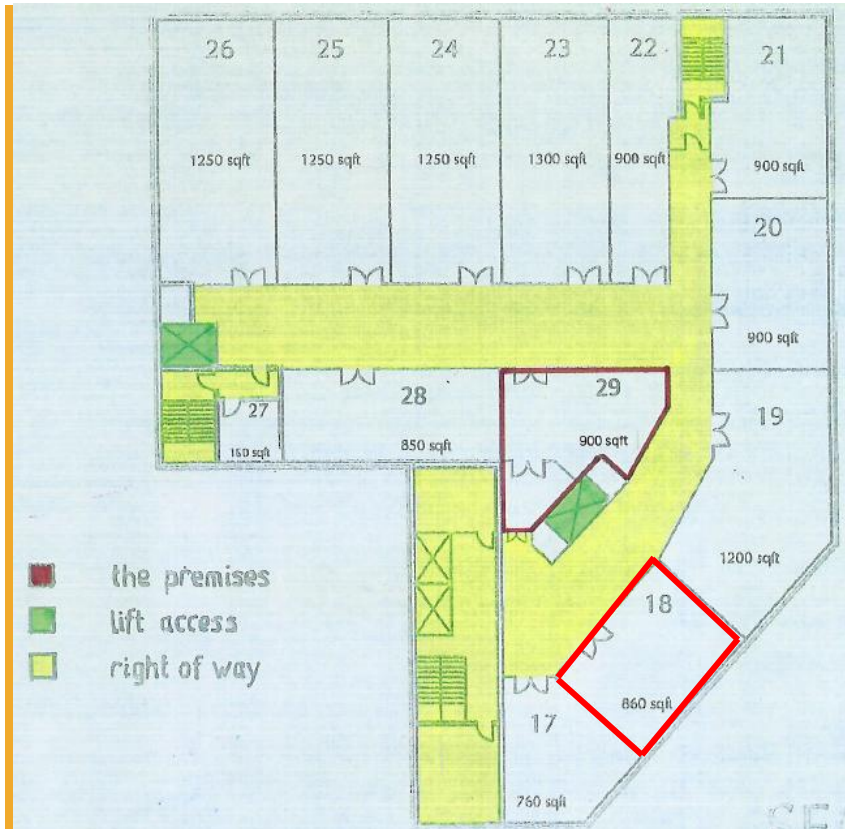 26
25
24
23
22
21
1250 sqft
1250 sqft
1250 sqft
1300 sqft
900 sqft
900 sqft
20
900 sqft
28
29
19
27
850 sqft
900 sqft
150 sqft
1200 sqft
the premises
lift access
right of way
18
860 sqft
17
760 sqft